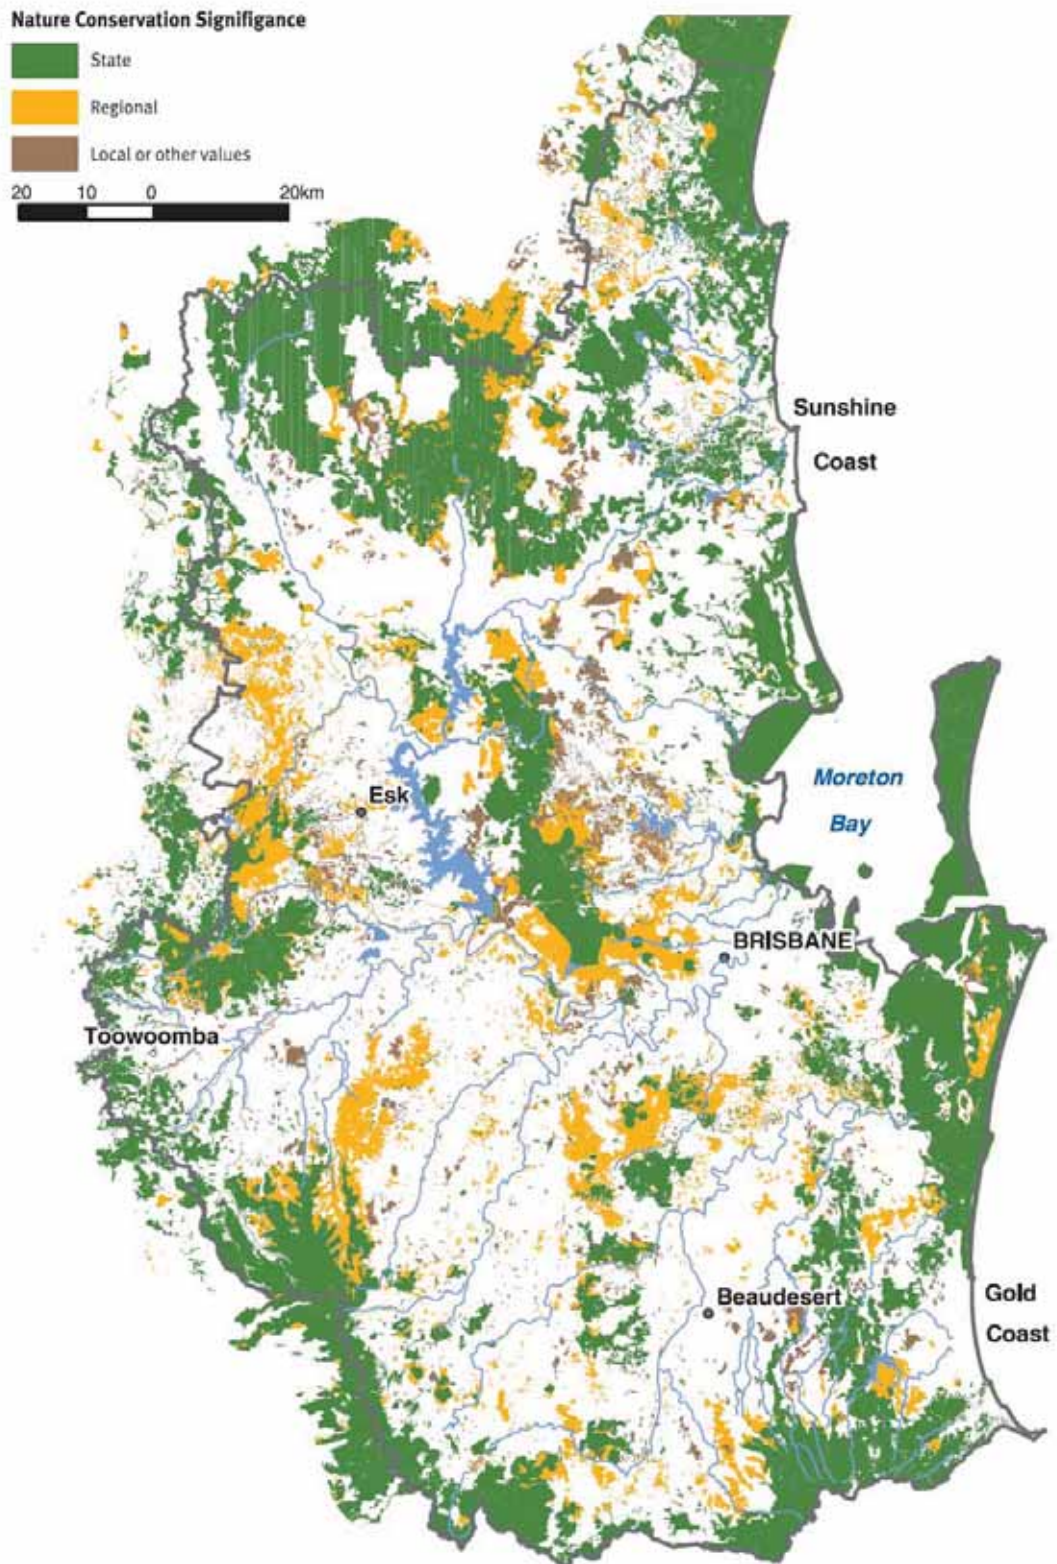 Nature Conservation Signifigance
State
Regional
Local or other values
20 10 0 20km
Sunshine
Coast
Moreton
Bay
Esk
BRISBANE
Toowoomba
Beaudesert
Gold
Coast